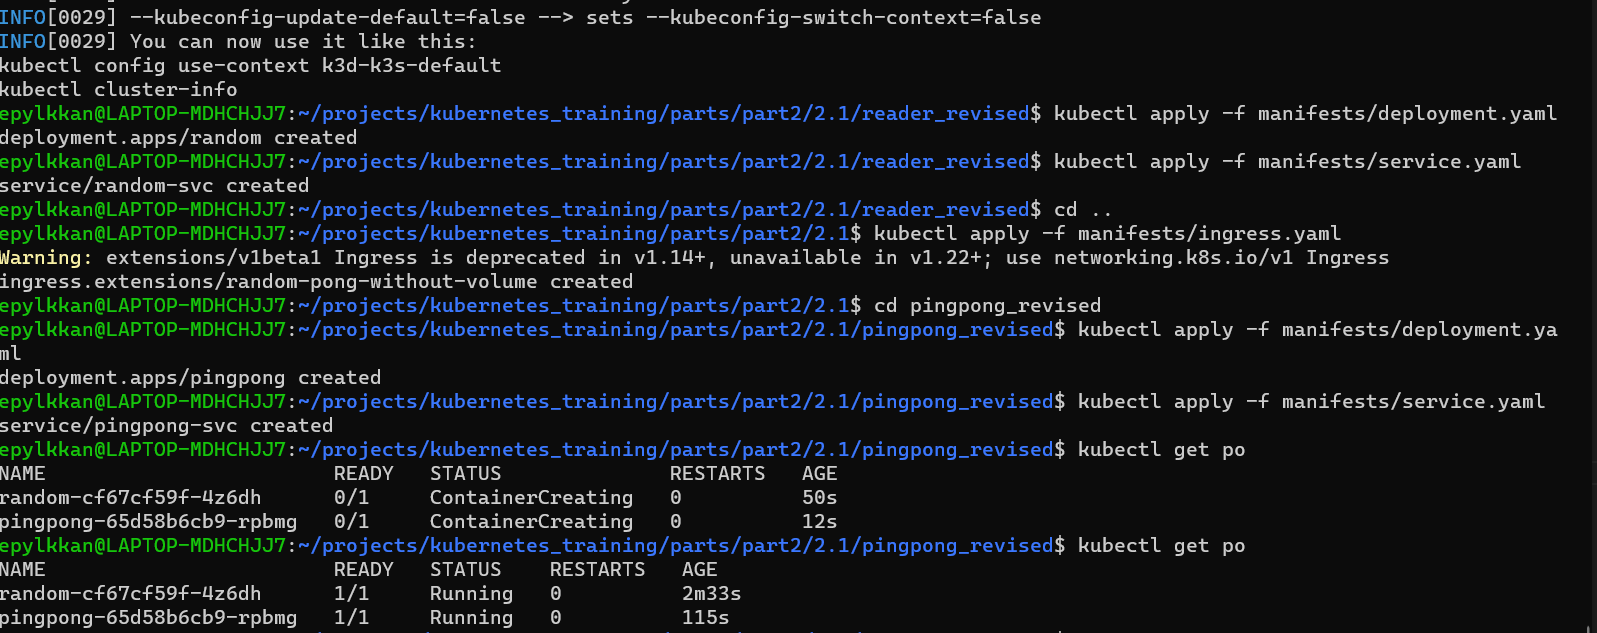 INFO[0029] --kubeconfig-update-default=false --> sets --kubeconfig-switch-context=false
INFO[0029] You can now use it like this:
kubectl config use-context k3d-k3s-default
kubectl cluster-info
epylkkan@LAPTOP-MDHCHJJ7:~/projects/kubernetes_training/parts/part2/2.1/reader_revised$ kubectl apply -f manifests/deployment.yaml
deployment.apps/random created
epylkkan@LAPTOP-MDHCHJJ7:~/projects/kubernetes_training/parts/part2/2.1/reader_revised$ kubectl apply -f manifests/service.yaml
service/random-svc created
epylkkan@LAPTOP-MDHCHJJ7:~/projects/kubernetes_training/parts/part2/2.1/reader_revised$ cd ..
epylkkan@LAPTOP-MDHCHJJ7:~/projects/kubernetes_training/parts/part2/2.1$ kubectl apply -f manifests/ingress.yaml
Warning: extensions/v1beta1 Ingress is deprecated in v1.14+, unavailable in v1.22+; use networking.k8s.io/v1 Ingress
ingress.extensions/random-pong-without-volume created
epylkkan@LAPTOP-MDHCHJJ7:~/projects/kubernetes_training/parts/part2/2.1$ cd pingpong_revised
epylkkan@LAPTOP-MDHCHJJ7:~/projects/kubernetes_training/parts/part2/2.1/pingpong_revised$ kubectl apply -f manifests/deployment.ya
ml
deployment.apps/pingpong created
epylkkan@LAPTOP-MDHCHJJ7:~/projects/kubernetes_training/parts/part2/2.1/pingpong_revised$ kubectl apply -f manifests/service.yaml
service/pingpong-svc created
epylkkan@LAPTOP-MDHCHJJ7:~/projects/kubernetes_training/parts/part2/2.1/pingpong_revised$ kubectl get po
NAME READY STATUS RESTARTS AGE
random-cf67cf59f-4z6dh 0/1 ContainerCreating 0 50s
pingpong-65d58b6cb9-rpbmg 0/1 ContainerCreating 0 12s
epylkkan@LAPTOP-MDHCHJJ7:~/projects/kubernetes_training/parts/part2/2.1/pingpong_revised$ kubectl get po
NAME READY STATUS RESTARTS AGE
random-cf67cf59f-4z6dh 1/1 Running 0 2m33s
pingpong-65d58b6cb9-rpbmg 1/1 Running 0 115s